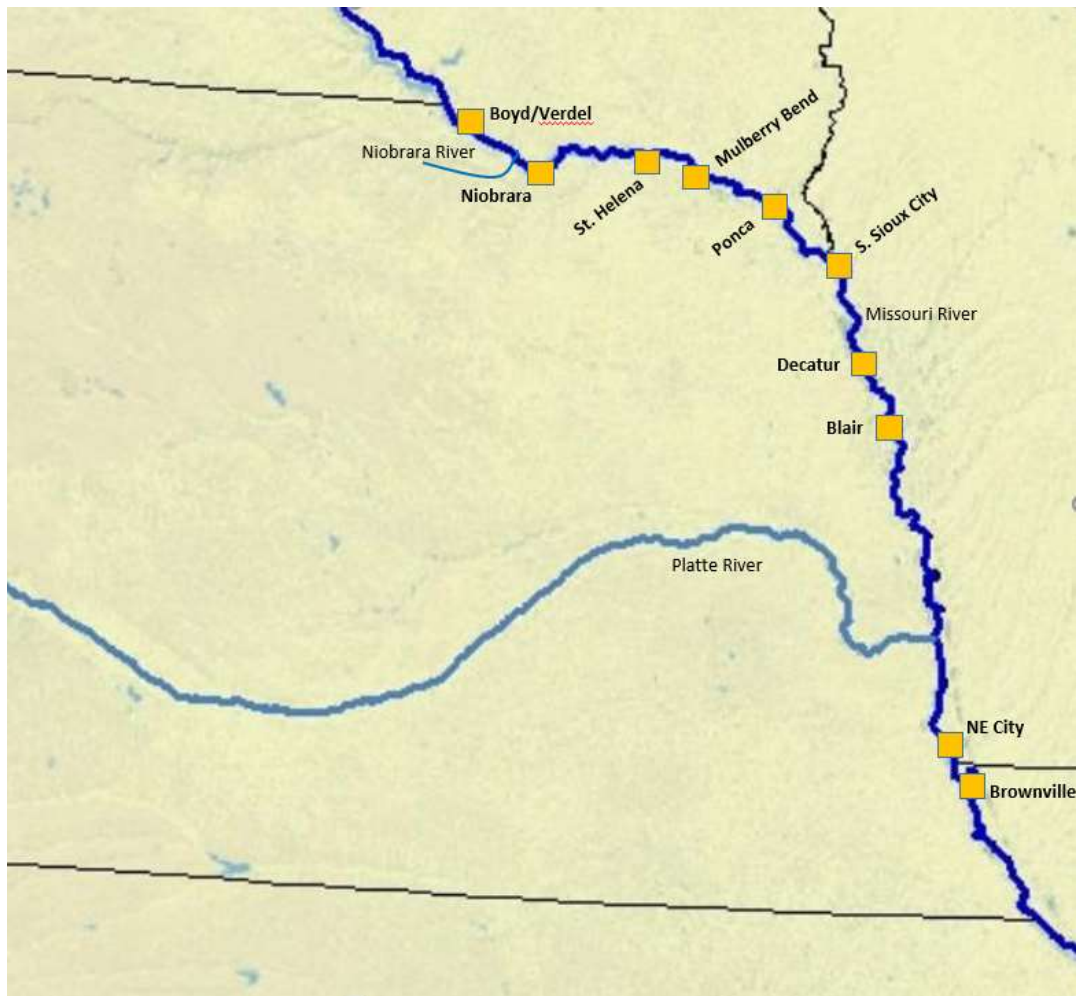 Boyd/Verdel
Niobrara River
Niobrara
St. Helena
Mulberry Bend
Ponca
S. Sioux City
Missouri River
Decatur
Blair
Platte River
NE City
Brownville